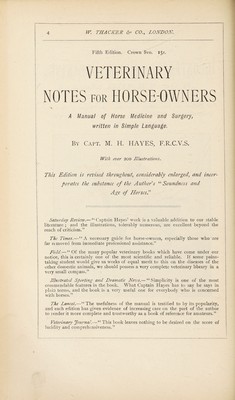 4 W. THACKER & CO., LONDON.
Fifth Edition. Crown 8vo. 15s.
VETERINARY
NOTES FOR HORSE-OWNERS
A Manual of Horse Medicine and Surgery,
written in Simple Language.
BY CAPT. M. H. HAYES, F.R.C.V.S.
With over 200 Illustrations.
This Edition is revised throughout, considerably enlarged, and incor-
porates the substance of the Author's "Soundness and
Age of Horses."
Saturday Review.—"Captain Hayes' work is a valuable addition to our stable
literature; and the illustrations, tolerably numerous, are excellent beyond the
reach of criticism."
The Times.—"A necessary guide for horse-owners, especially those who are
far removed from immediate professional assistance."
Field.—"Of the many popular veterinary books which have come under our
notice, this is certainly one of the most scientific and reliable. If some pains-
taking student would give us works of equal merit to this on the diseases of the
other domestic animals, we should possess a very complete veterinary library in a
very small compass."
Illustrated Sporting and Dramatic News.—"Simplicity is one of the most
commendable features in the book. What Captain Hayes has to say he says in
plain terms, and the book is a very useful one for everybody who is concerned
with horses."
The Lancet.—"The usefulness of the manual is testified to by its popularity,
and each edition has given evidence of increasing care on the part of the author
to render it more complete and trustworthy as a book of reference for amateurs."
Veterinary Journal.—"This book leaves nothing to be desired on the score of
lucidity and comprehensiveness."